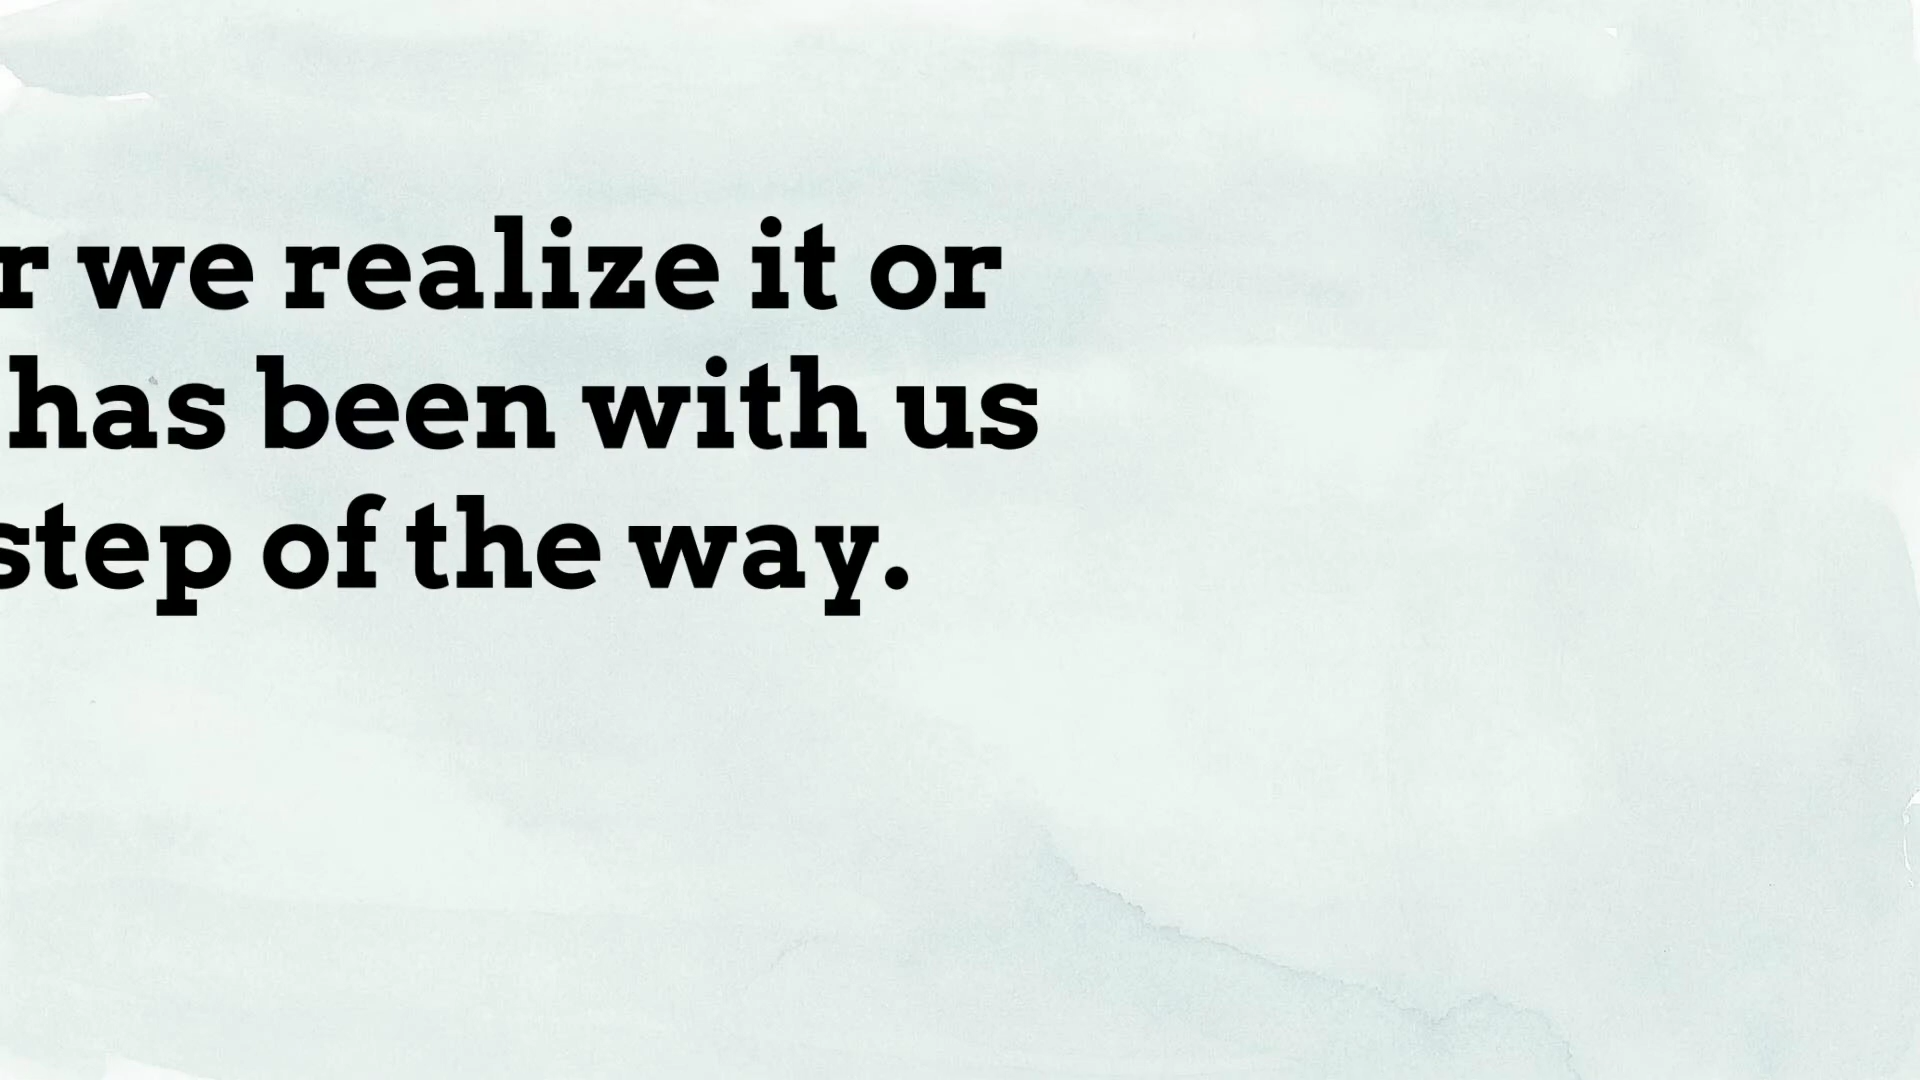 r we realize it or
has been with us
step of the way.